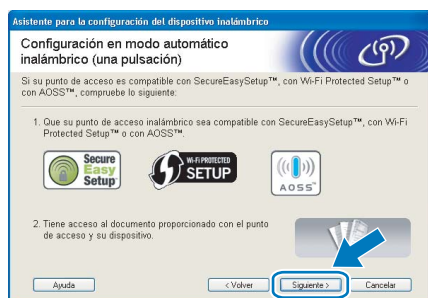 Asistente para la configuración del dispositivo inalámbrico
Configuración en modo automático
inalámbrico (una pulsación)
Si su punto de acceso es compatible con SecureEasySetup™, con Wi-Fi Protected Setup™ o
con AOSS™, compruebe lo siguiente:
1. Que su punto de acceso inalámbrico sea compatible con SecureEasySetup™, con Wi-Fi
Protected Setup™ o con AOSS™.
Secure
Easy
Setup
WI-FI PROTECTED
SETUP
AOSS™
2. Tiene acceso al documento proporcionado con el punto
de acceso y su dispositivo.
Ayuda
< Volver
Siguiente >
Cancelar